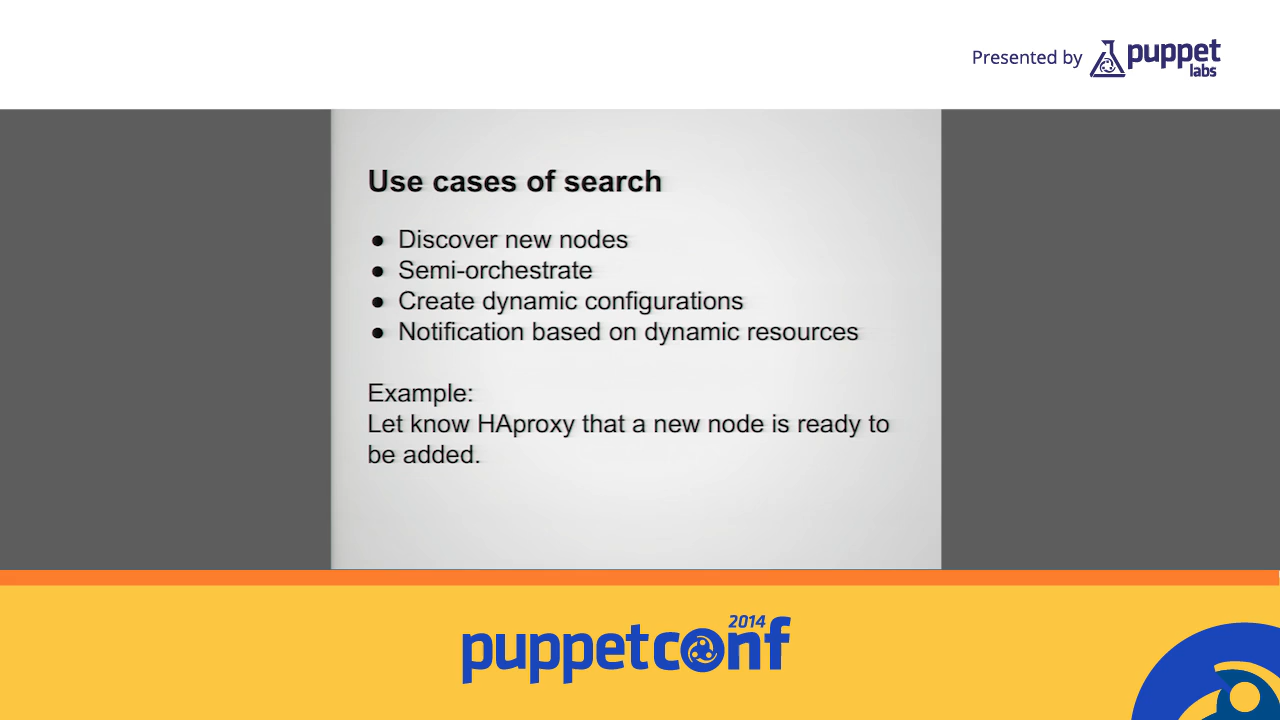 Presented by puppet labs
Use cases of search
● Discover new nodes
● Semi-orchestrate
● Create dynamic configurations
● Notification based on dynamic resources
Example:
Let know HAproxy that a new node is ready to
be added.
puppetconf 2014